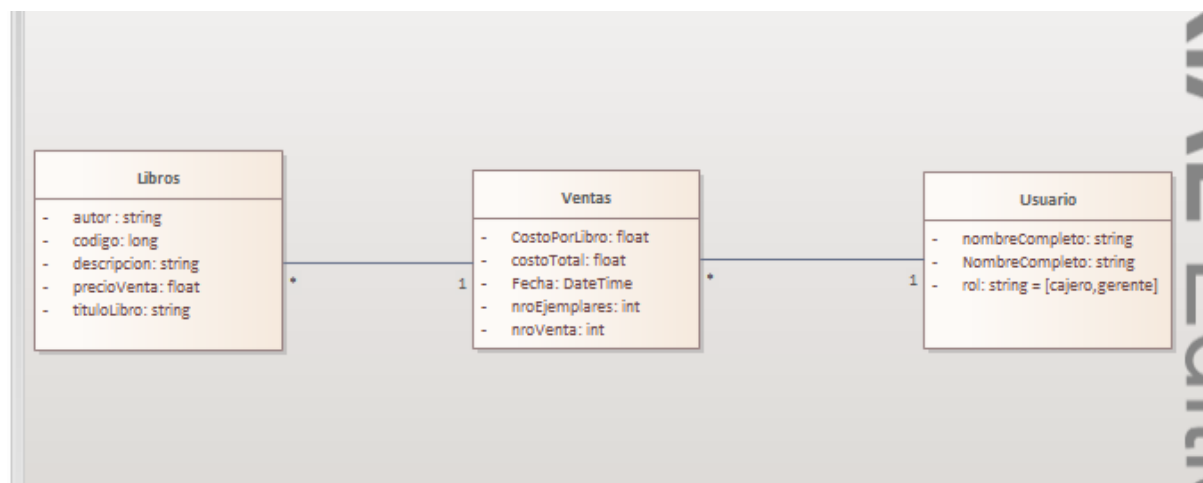 Libros
- autor : string
- codigo: long
- descripcion: string
- precioVenta: float
- tituloLibro: string
*
1
Ventas
- CostoPorLibro: float
- costoTotal: float
- Fecha: DateTime
- nroEjemplares: int
- nroVenta: int
*
1
Usuario
- nombreCompleto: string
- NombreCompleto: string
- rol: string = [cajero,gerente]